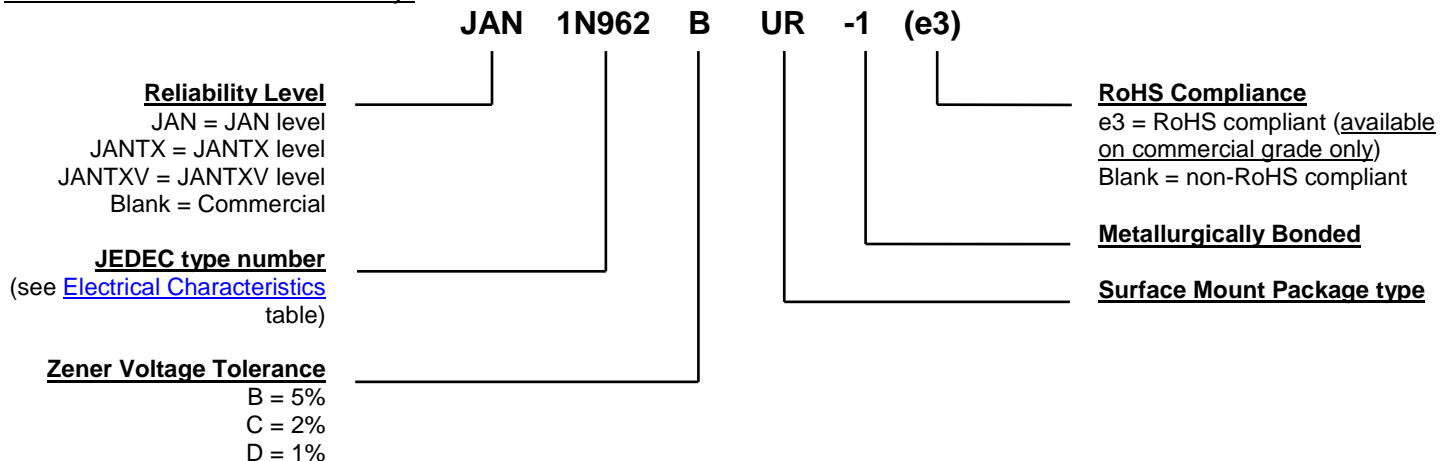 JAN 1N962 B UR -1 (e3)
Reliability Level
JAN = JAN level
JANTX = JANTX level
JANTXV = JANTXV level
Blank = Commercial
JEDEC type number
(see Electrical Characteristics
table)
Zener Voltage Tolerance
B = 5%
C = 2%
D = 1%
RoHS Compliance
e3 = RoHS compliant (available
on commercial grade only)
Blank = non-RoHS compliant
Metallurgically Bonded
Surface Mount Package type